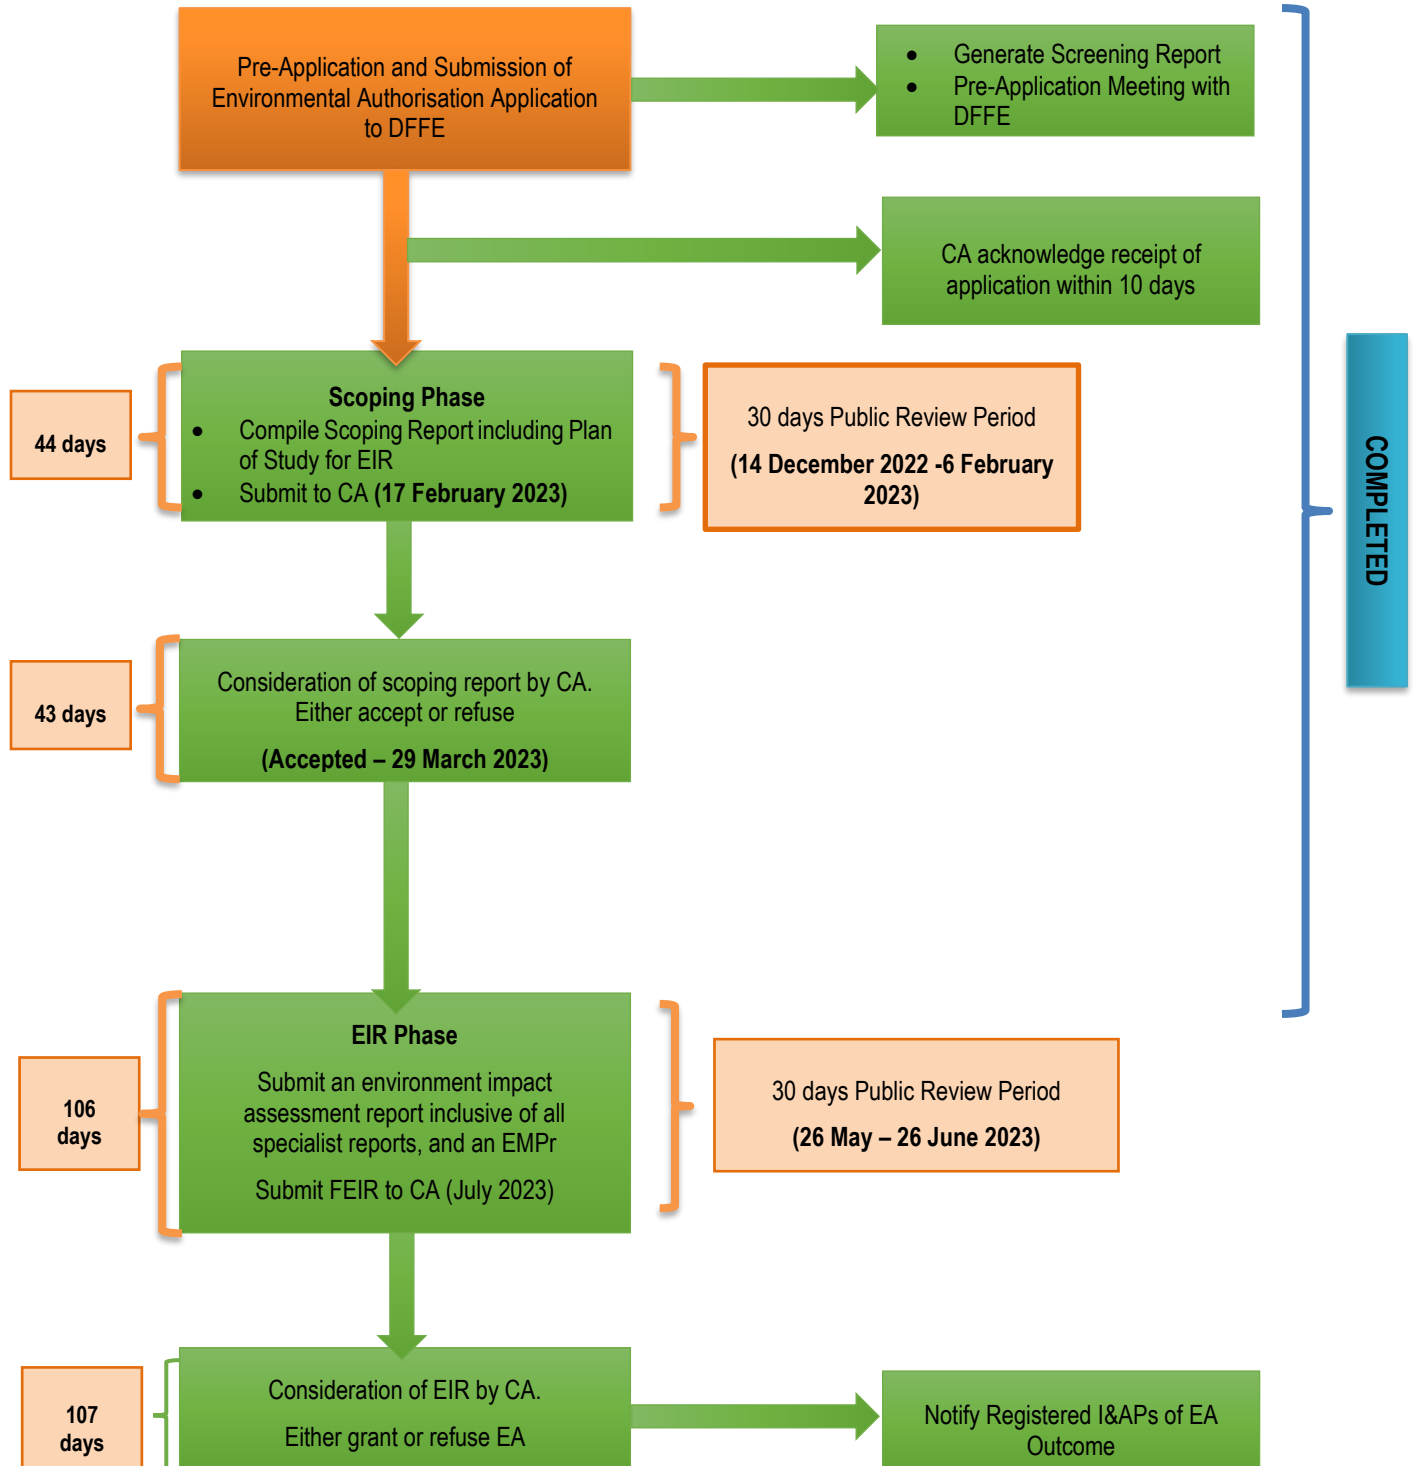 Pre-Application and Submission of
Environmental Authorisation Application
to DFFE
• Generate Screening Report
• Pre-Application Meeting with
DFFE
CA acknowledge receipt of
application within 10 days
COMPLETED
44 days
Scoping Phase
• Compile Scoping Report including Plan
of Study for EIR
• Submit to CA (17 February 2023)
30 days Public Review Period
(14 December 2022 -6 February
2023)
43 days
Consideration of scoping report by CA.
Either accept or refuse
(Accepted – 29 March 2023)
106
days
EIR Phase
Submit an environment impact
assessment report inclusive of all
specialist reports, and an EMPr
Submit FEIR to CA (July 2023)
30 days Public Review Period
(26 May – 26 June 2023)
107
days
Consideration of EIR by CA.
Either grant or refuse EA
Notify Registered I&APs of EA
Outcome